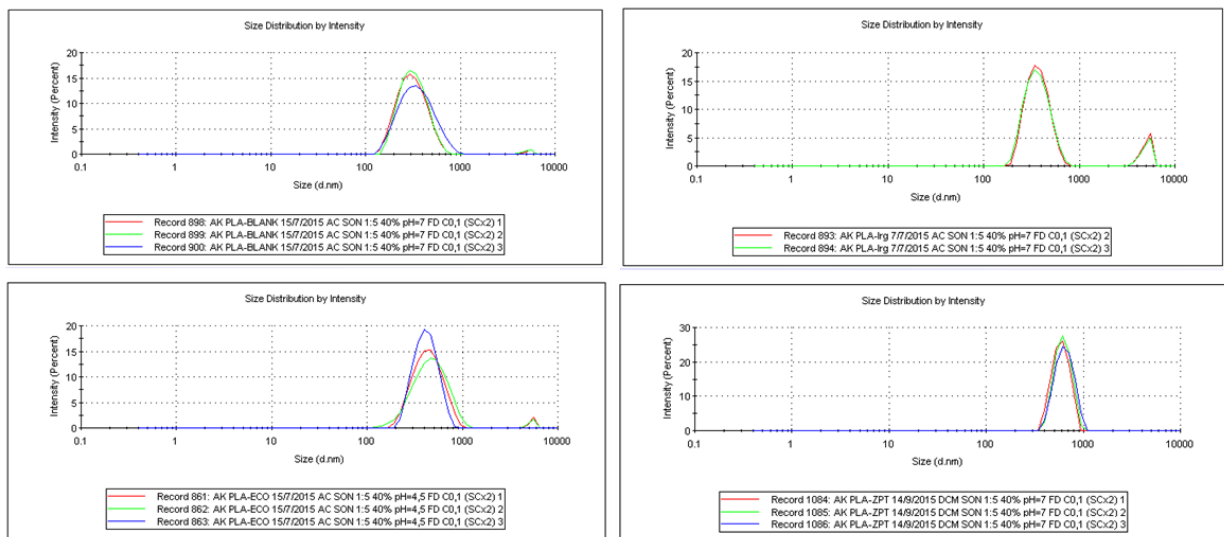 Size Distribution by Intensity
20
15
10
5
0
0.1
1
10
100
1000
10000
Intensity (Percent)
Size (d.nm)
Record 898: AK PLA-BLANK 15/7/2015 AC SON 1:5 40% pH=7 FD C0,1 (SCx2) 1
Record 899: AK PLA-BLANK 15/7/2015 AC SON 1:5 40% pH=7 FD C0,1 (SCx2) 2
Record 900: AK PLA-BLANK 15/7/2015 AC SON 1:5 40% pH=7 FD C0,1 (SCx2) 3
Size Distribution by Intensity
20
15
10
5
0
0.1
1
10
100
1000
10000
Intensity (Percent)
Size (d.nm)
Record 893: AK PLA-Irg 7/7/2015 AC SON 1:5 40% pH=7 FD C0,1 (SCx2) 2
Record 894: AK PLA-Irg 7/7/2015 AC SON 1:5 40% pH=7 FD C0,1 (SCx2) 3
Size Distribution by Intensity
20
15
10
5
0
0.1
1
10
100
1000
10000
Intensity (Percent)
Size (d.nm)
Record 861: AK PLA-ECO 15/7/2015 AC SON 1:5 40% pH=4,5 FD C0,1 (SCx2) 1
Record 862: AK PLA-ECO 15/7/2015 AC SON 1:5 40% pH=4,5 FD C0,1 (SCx2) 2
Record 863: AK PLA-ECO 15/7/2015 AC SON 1:5 40% pH=4,5 FD C0,1 (SCx2) 3
Size Distribution by Intensity
30
20
10
0
0.1
1
10
100
1000
10000
Intensity (Percent)
Size (d.nm)
Record 1084: AK PLA-ZPT 14/9/2015 DCM SON 1:5 40% pH=7 FD C0,1 (SCx2) 1
Record 1085: AK PLA-ZPT 14/9/2015 DCM SON 1:5 40% pH=7 FD C0,1 (SCx2) 2
Record 1086: AK PLA-ZPT 14/9/2015 DCM SON 1:5 40% pH=7 FD C0,1 (SCx2) 3